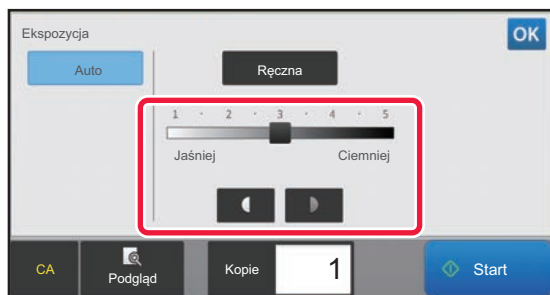 Ekspozycja
OK
Auto
Ręczna
1 · 2 · 3 · 4 · 5
Jaśniej Ciemniej
CA
Podgląd
Kopie
1
Start